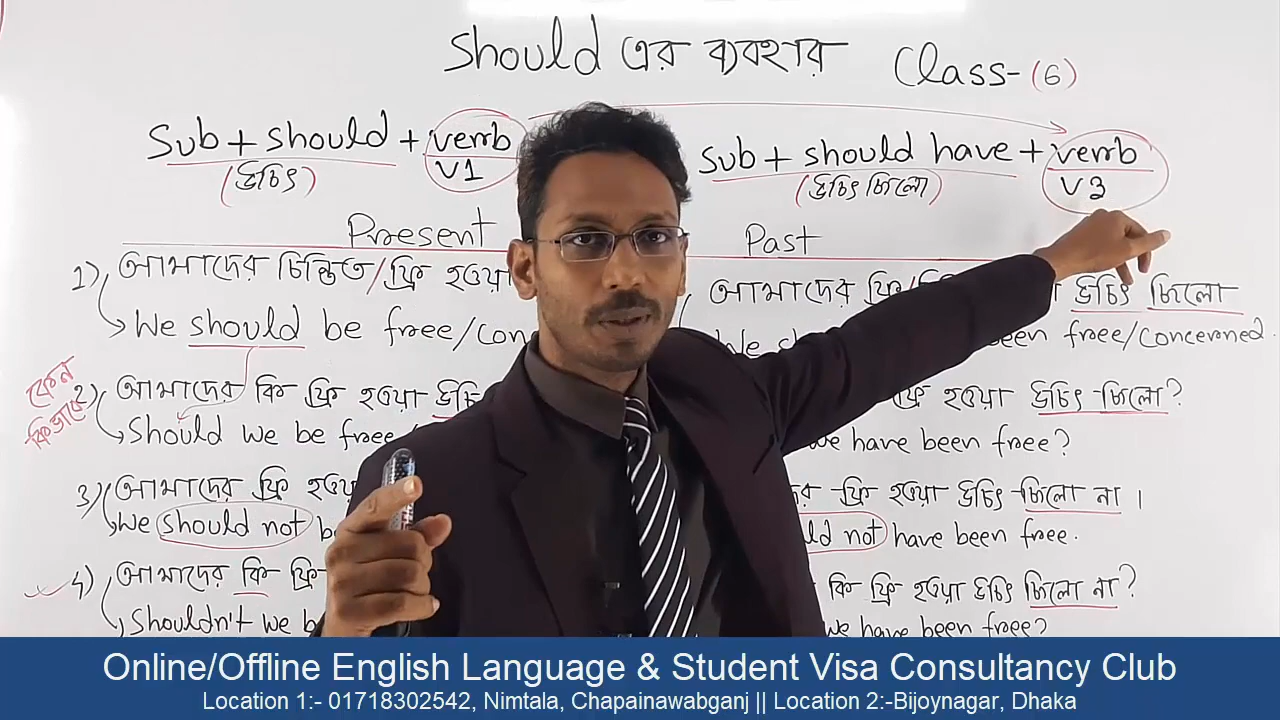 Should এর ব্যবহার Class-(6)
Sub + should + verb
V1
(উচিৎ)
Sub + should have + verb
V3
(উচিৎ ছিলো)
Present
Past
1) আমাদের চিন্তিত/ফ্রি হওয়া
We should be free/
আমাদের ফ্রি/ উচিৎ ছিলো
We been free/concerned.
কেন
কিভাবে
2) আমাদের কি ফ্রি হওয়া
Should we be free
ফ্রি হওয়া উচিৎ ছিলো?
we have been free?
3) আমাদের ফ্রি
We should not
ফ্রি হওয়া উচিৎ ছিলো না।
not have been free.
4) আমাদের কি ফ্রি
Shouldn't we
কি ফ্রি হওয়া উচিৎ ছিলো না?
we have been free?
Online/Offline English Language & Student Visa Consultancy Club
Location 1:- 01718302542, Nimtala, Chapainawabganj || Location 2:-Bijoynagar, Dhaka